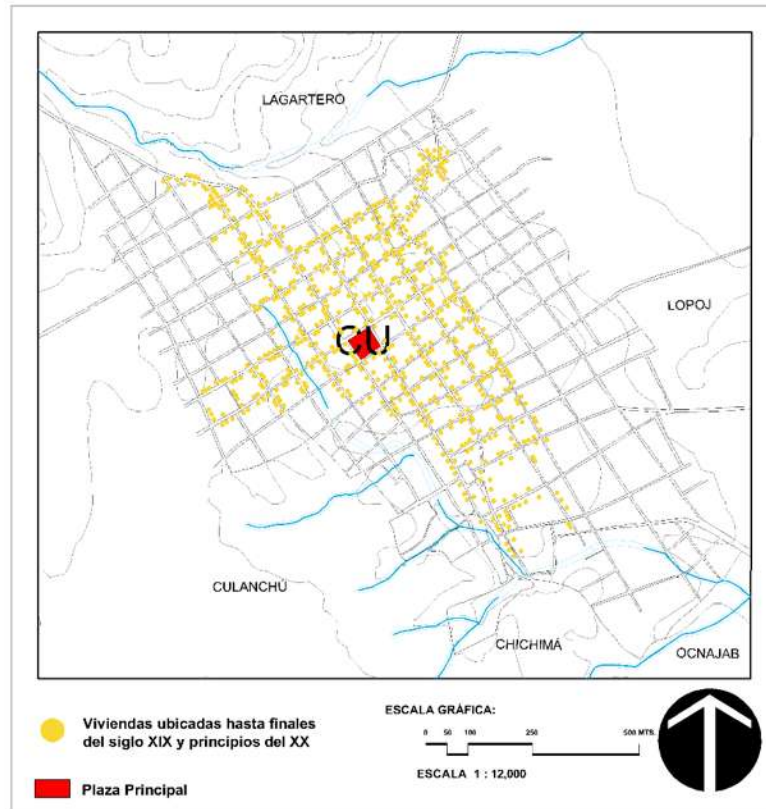 LAGARTERO
LOPOJ
CU
CULANCHÚ
CHICHIMÁ
OCNAJAB
Viviendas ubicadas hasta finales
del siglo XIX y principios del XX
Plaza Principal
ESCALA GRÁFICA:
0 50 100 250 500 MTS.
ESCALA 1 : 12,000